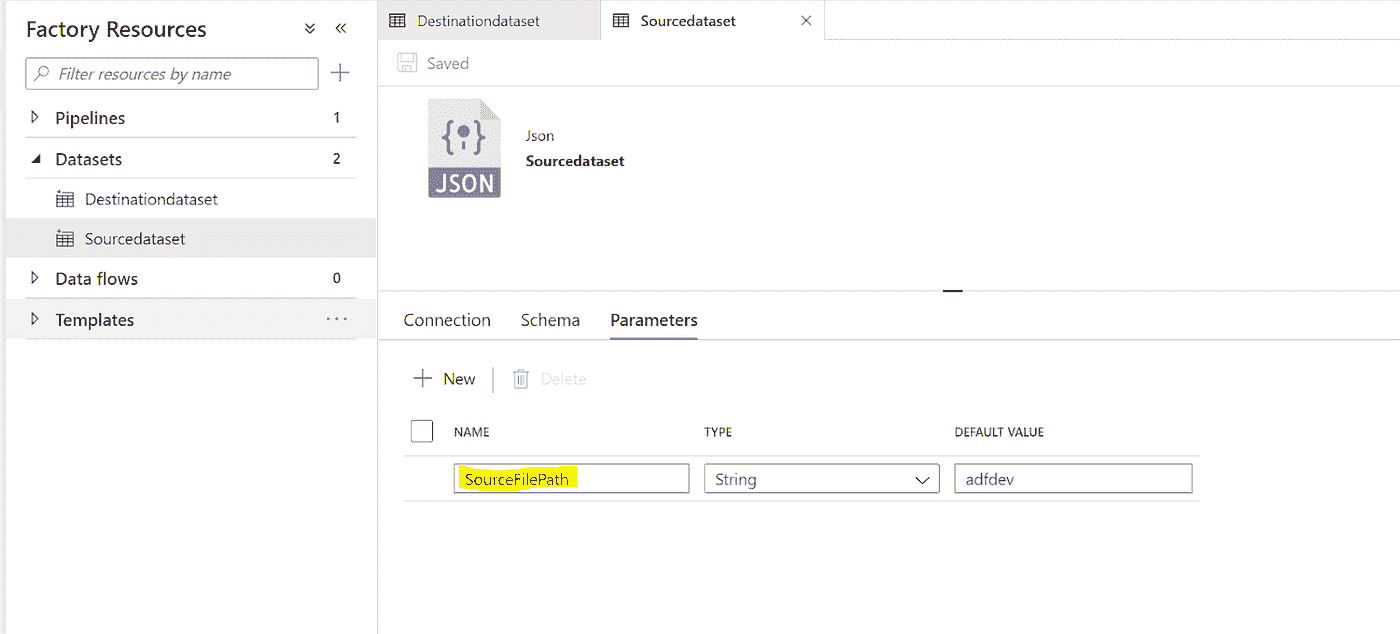 Factory Resources
Filter resources by name
Pipelines 1
Datasets 2
Destinationdataset
Sourcedataset
Data flows 0
Templates
Destinationdataset Sourcedataset
Saved
JSON
Json
Sourcedataset
Connection Schema Parameters
New Delete
NAME TYPE DEFAULT VALUE
SourceFilePath String adfdev